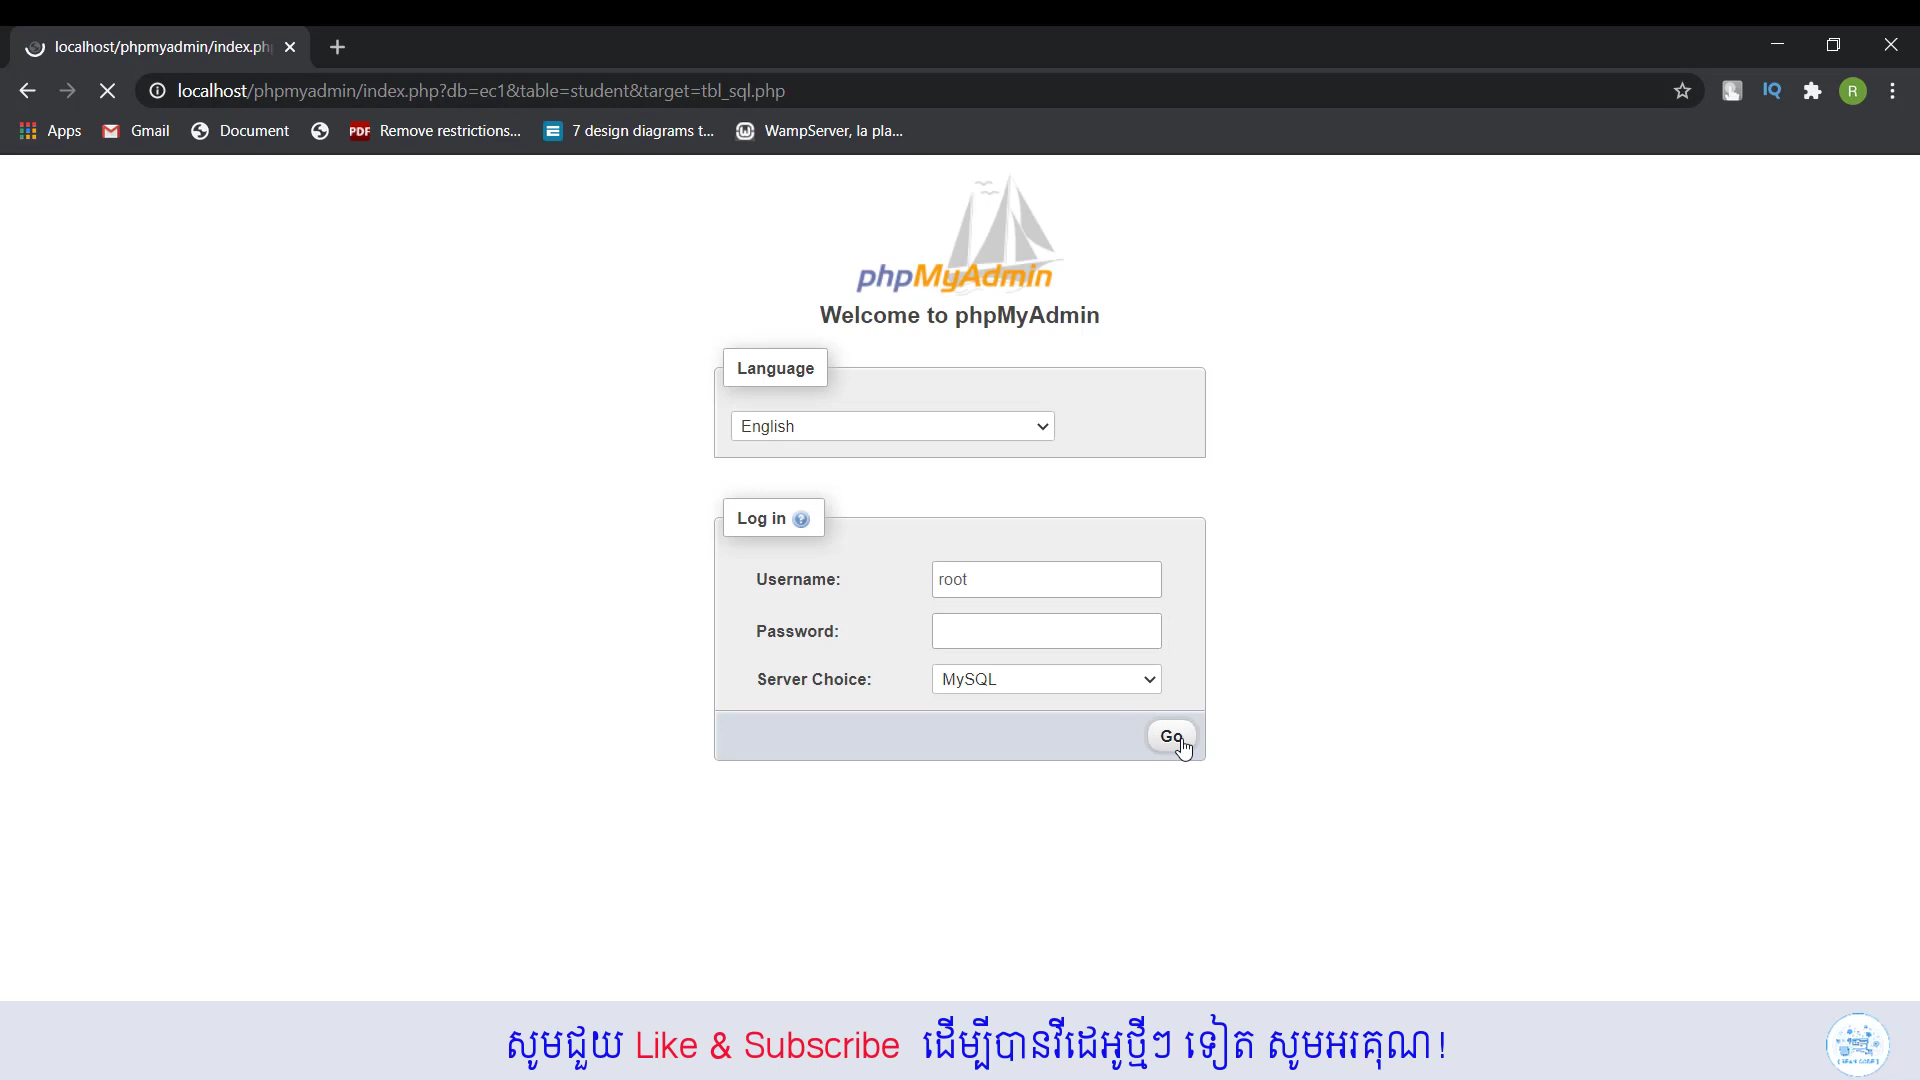 localhost/phpmyadmin/index.ph
localhost/phpmyadmin/index.php?db=ec1&table=student&target=tbl_sql.php
IQ
R
Apps
Gmail
Document
PDF
Remove restrictions...
7 design diagrams t...
WampServer, la pla...
phpMyAdmin
Welcome to phpMyAdmin
Language
English
Log in
Username:
root
Password:
Server Choice:
MySQL
Go
សូមជួយ Like & Subscribe ដើម្បីបានវីដេអូថ្មីៗ ទៀត សូមអរគុណ!